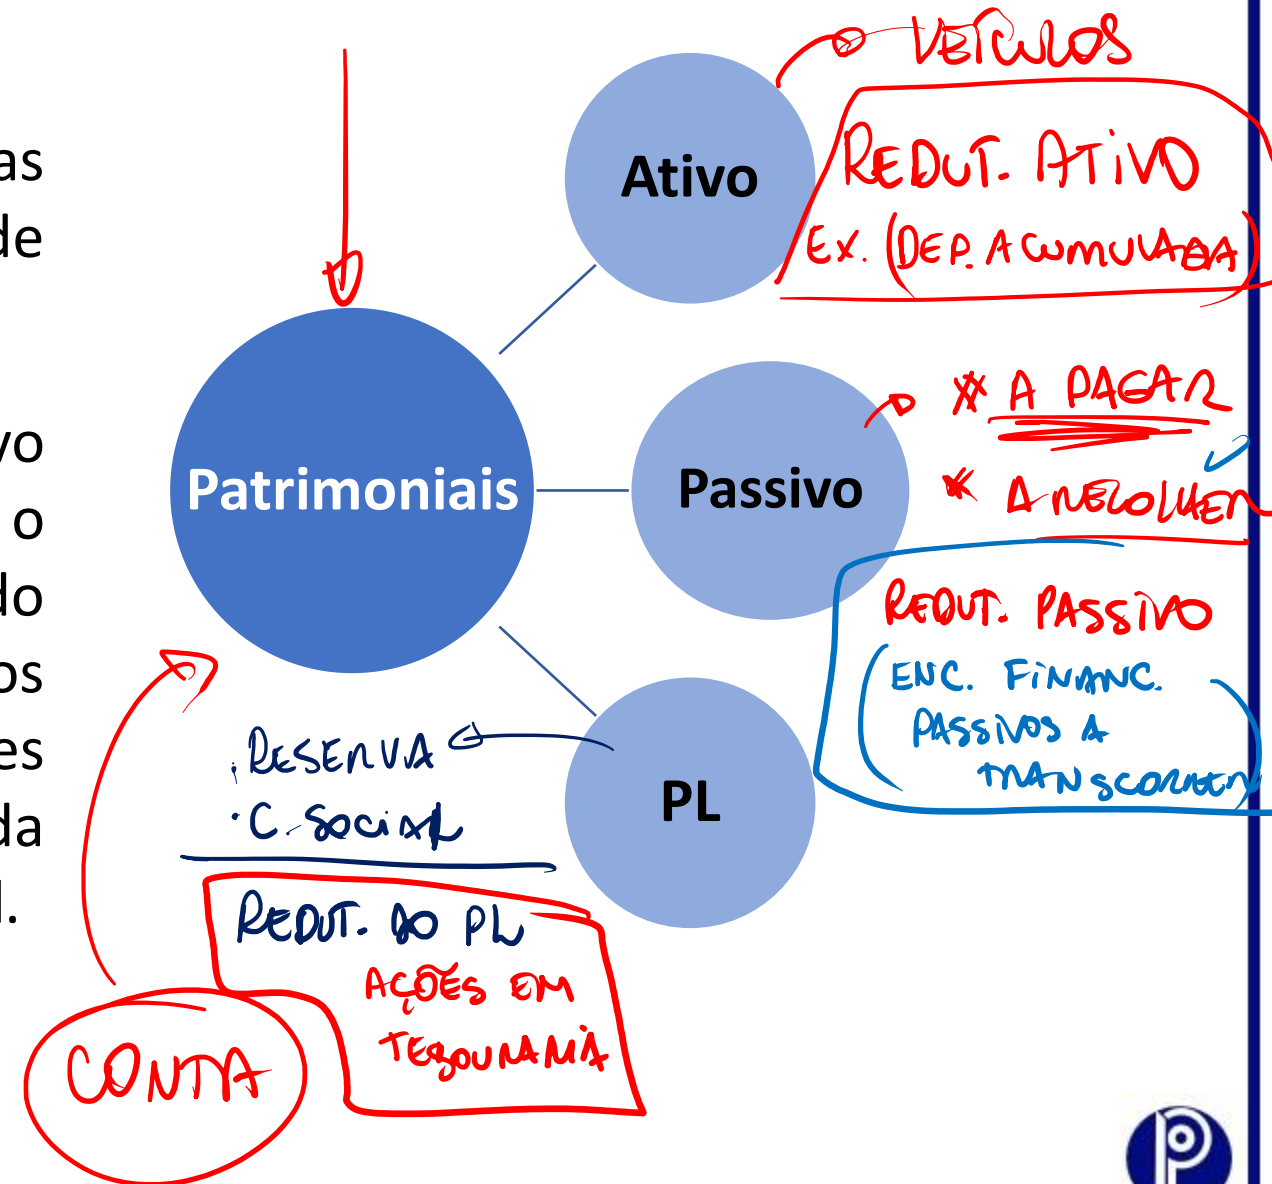 as
de
vo
o
do
os
es
da
l.
VEÍCULOS
Ativo
REDUT. ATIVO
EX. (DEP. ACUMULADA)
Patrimoniais
Passivo
* A PAGAR
* A RECOLHER
REDUT. PASSIVO
(ENC. FINANC.
PASSIVOS A
TRANSCORRER)
PL
. RESERVA
. C. SOCIAL
REDUT. DO PL
AÇÕES EM
TESOURARIA
CONTA